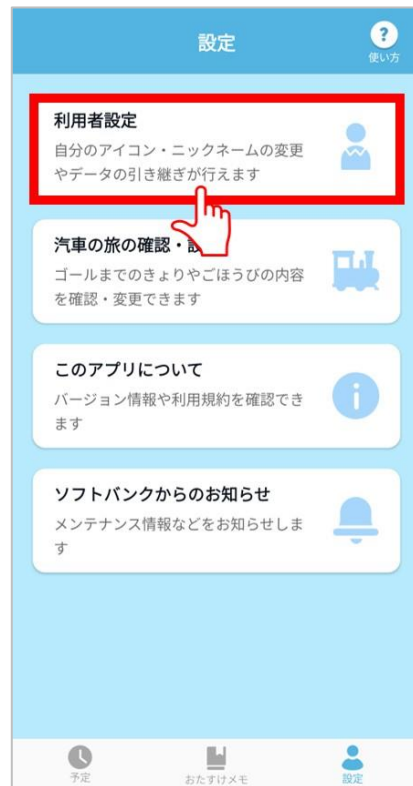 設定
?
使い方
利用者設定
自分のアイコン・ニックネームの変更
やデータの引き継ぎが行えます
汽車の旅の確認・
ゴールまでのきょりやごほうびの内容
を確認・変更できます
このアプリについて
バージョン情報や利用規約を確認でき
ます
ソフトバンクからのお知らせ
メンテナンス情報などをお知らせしま
す
予定
おたすけメモ
設定